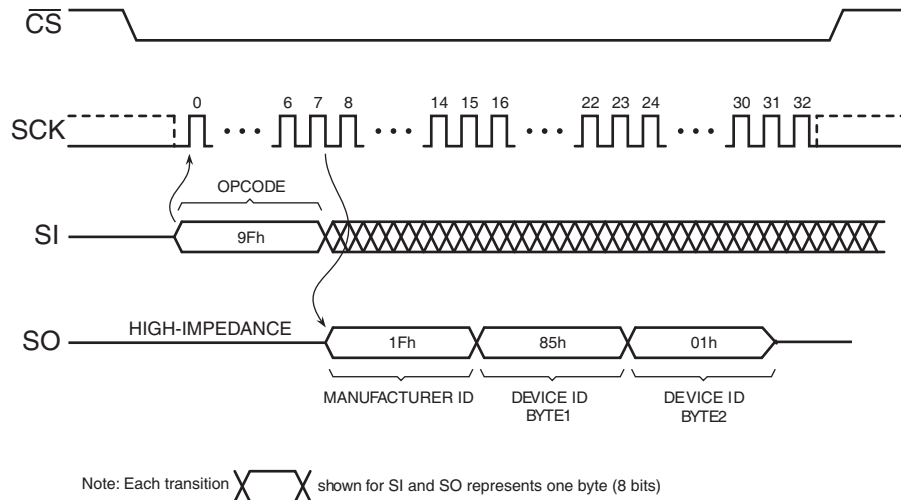 CS
0 6 7 8 14 15 16 22 23 24 30 31 32
SCK
OPCODE
SI 9Fh
HIGH-IMPEDANCE
SO 1Fh 85h 01h
MANUFACTURER ID DEVICE ID DEVICE ID
BYTE1 BYTE2
Note: Each transition shown for SI and SO represents one byte (8 bits)